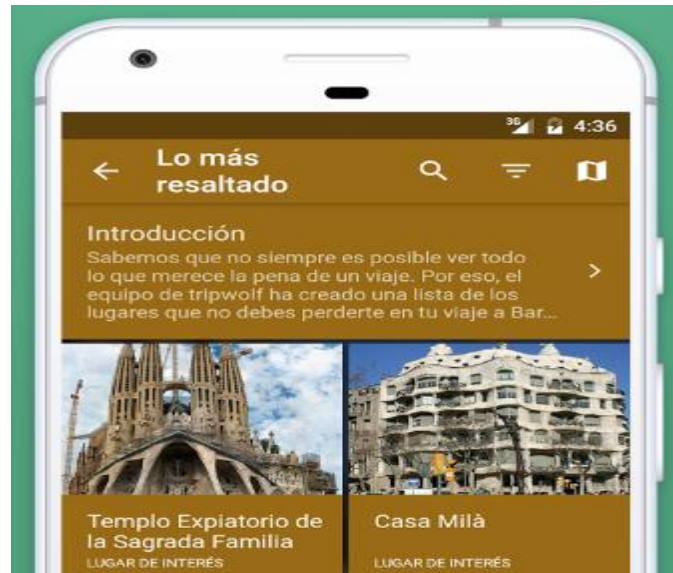 3G 4:36
Lo más
resaltado
Introducción
Sabemos que no siempre es posible ver todo
lo que merece la pena de un viaje. Por eso, el
equipo de tripwolf ha creado una lista de los
lugares que no debes perderte en tu viaje a Bar...
Templo Expiatorio de
la Sagrada Familia
LUGAR DE INTERÉS
Casa Milà
LUGAR DE INTERÉS